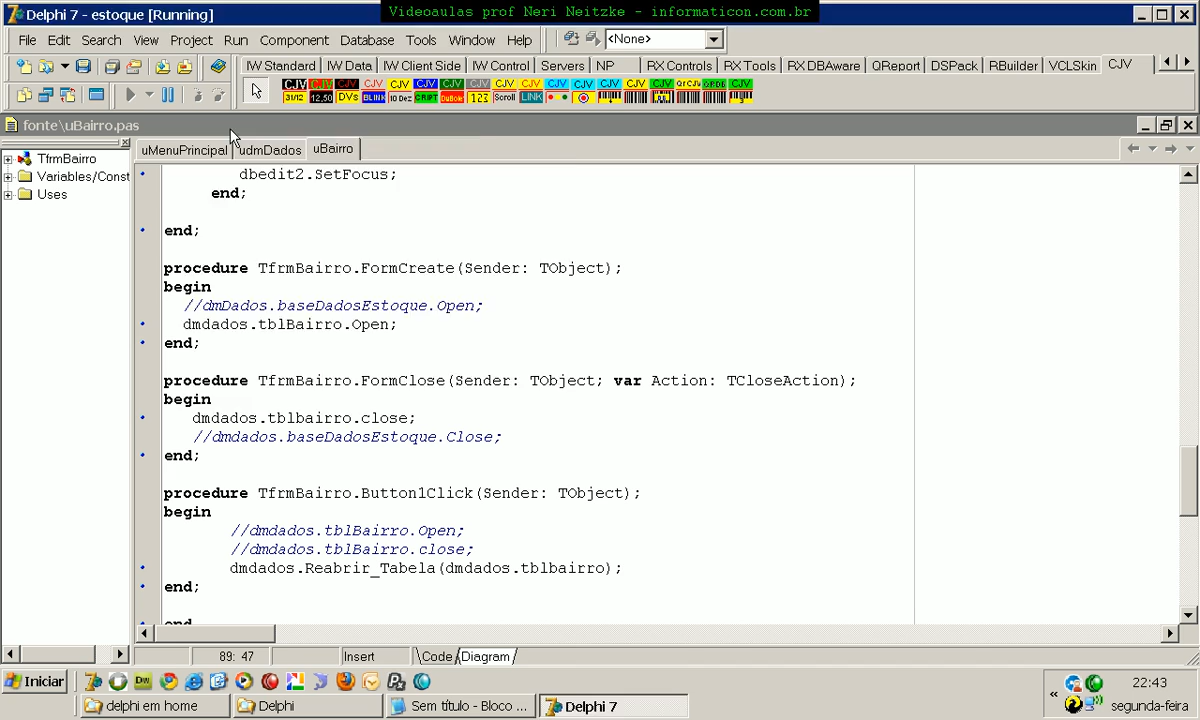 Delphi 7 - estoque [Running]
Videoaulas prof Neri Neitzke - informaticon.com.br
File Edit Search View Project Run Component Database Tools Window Help
<None>
IW Standard IW Data IW Client Side IW Control Servers NP RX Controls RX Tools RX DBAware QReport DSPack RBuilder VCLSkin CJV
fonte\uBairro.pas
uMenuPrincipal udmDados uBairro
TfrmBairro
Variables/Const
Uses
dbedit2.SetFocus;
end;
end;
procedure TfrmBairro.FormCreate(Sender: TObject);
begin
//dmDados.baseDadosEstoque.Open;
dmdados.tblBairro.Open;
end;
procedure TfrmBairro.FormClose(Sender: TObject; var Action: TCloseAction);
begin
dmdados.tblbairro.close;
//dmdados.baseDadosEstoque.Close;
end;
procedure TfrmBairro.Button1Click(Sender: TObject);
begin
//dmdados.tblBairro.Open;
//dmdados.tblBairro.close;
dmdados.Reabrir_Tabela(dmdados.tblbairro);
end;
end.
89: 47 Insert Code Diagram
Iniciar
22:43
delphi em home Delphi Sem título - Bloco ... Delphi 7 segunda-feira